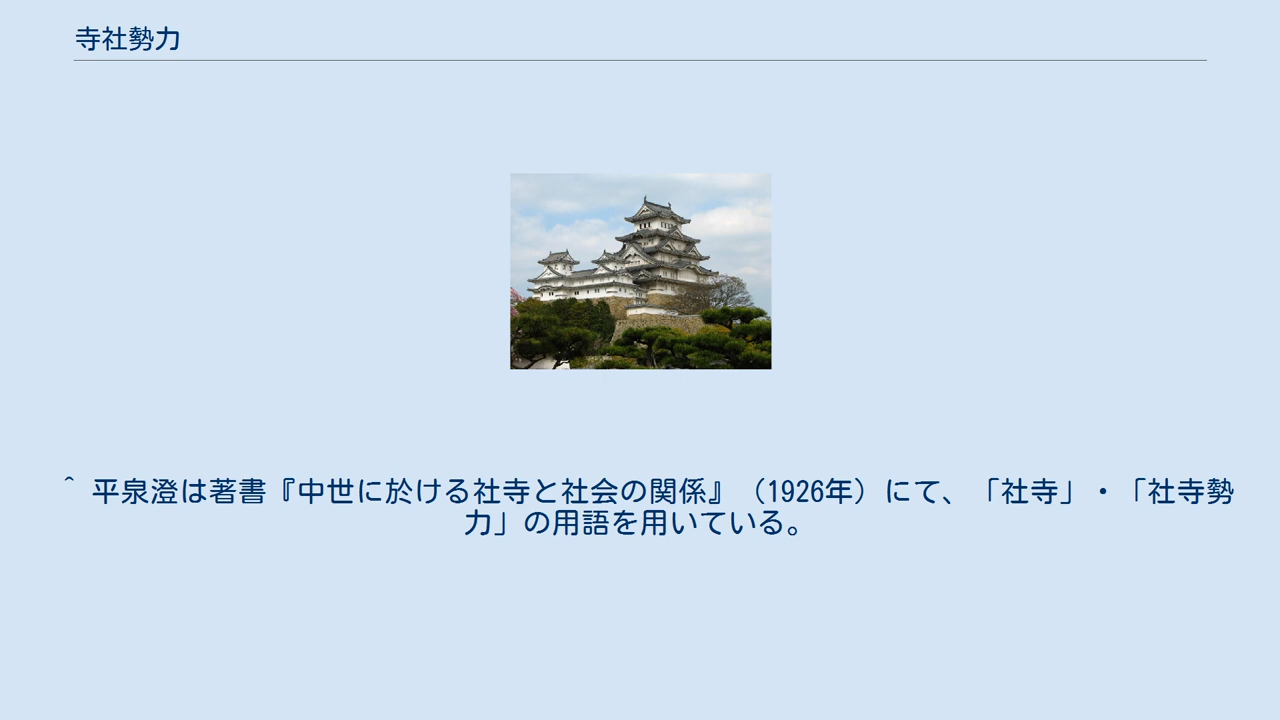 寺社勢力
^ 平泉澄は著書『中世に於ける社寺と社会の関係』（1926年）にて、「社寺」・「社寺勢
力」の用語を用いている。